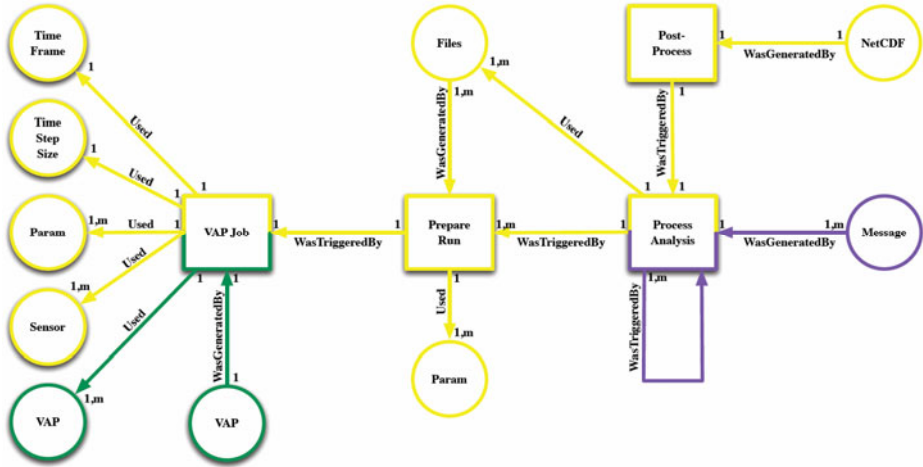 Time
Frame
1
Used
1
Time
Step
Size
1
Used
1
Param
1,m
Used
1
Sensor
1,m
Used
VAP Job
1
1
VAP
1,m
Used
1
WasGeneratedBy
1
VAP
WasTriggeredBy
1
Files
1,m
1,m
WasGeneratedBy
Prepare
Run
1,m
1
Used
1,m
Param
Used
1
WasTriggeredBy
1
Post-
Process
1
1
WasGeneratedBy
1
NetCDF
WasTriggeredBy
1
Process
Analysis
1
1,m
WasGeneratedBy
Message
1,m
1
WasTriggeredBy